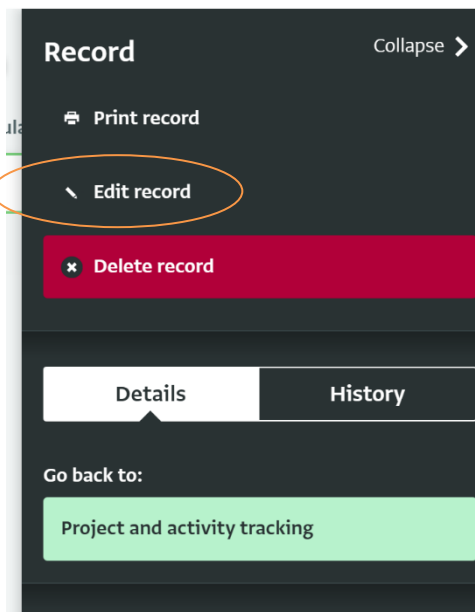 Record
Collapse
Print record
Edit record
Delete record
Details
History
Go back to:
Project and activity tracking